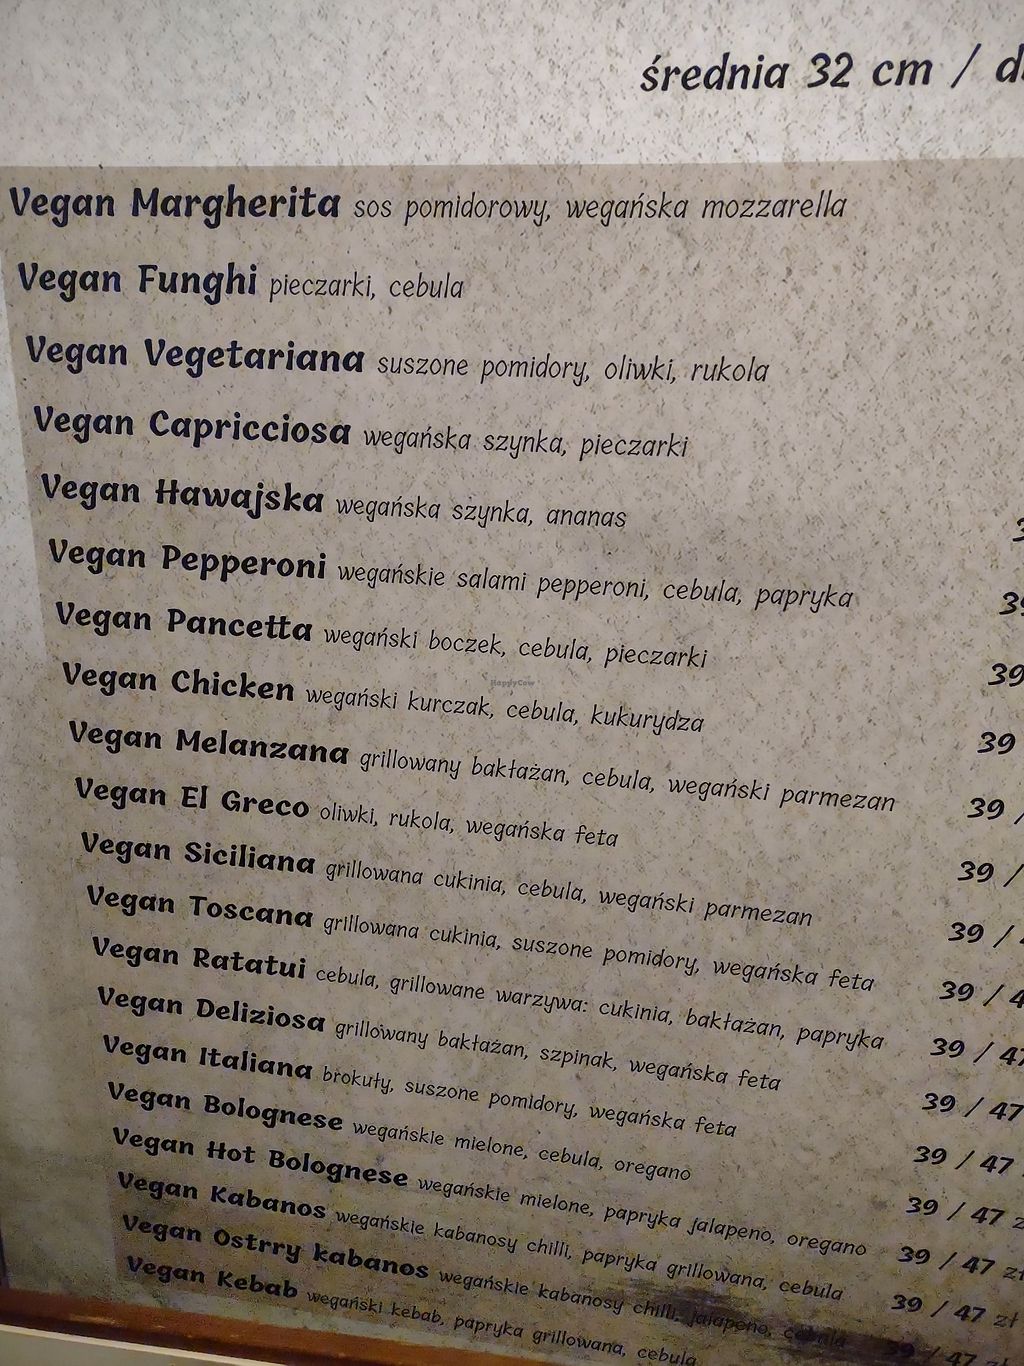 średnia 32 cm /
Vegan Margherita sos pomidorowy, wegańska mozzarella
Vegan Funghi pieczarki, cebula
Vegan Vegetariana suszone pomidory, oliwki, rukola
Vegan Capricciosa wegańska szynka, pieczarki
Vegan Hawajska wegańska szynka, ananas
Vegan Pepperoni wegańskie salami pepperoni, cebula, papryka 39
Vegan Pancetta wegański boczek, cebula, pieczarki 39
Vegan Chicken wegański kurczak, cebula, kukurydza 39
Vegan Melanzana grillowany bakłażan, cebula, wegański parmezan 39 /
Vegan El Greco oliwki, rukola, wegańska feta 39 /
Vegan Siciliana grillowana cukinia, cebula, wegański parmezan 39 /
Vegan Toscana grillowana cukinia, suszone pomidory, wegańska feta 39 / 4
Vegan Ratatui cebula, grillowane warzywa: cukinia, bakłażan, papryka 39 / 47
Vegan Deliziosa grillowany bakłażan, szpinak, wegańska feta 39 / 47
Vegan Italiana brokuły, suszone pomidory, wegańska feta 39 / 47
Vegan Bolognese wegańskie mielone, cebula, oregano 39 / 47 z
Vegan Hot Bolognese wegańskie mielone, papryka jalapeno, oregano 39 / 47 zł
Vegan Kabanos wegańskie kabanosy chilli, papryka grillowana, cebula 39 / 47 zł
Vegan Ostrry kabanos wegańskie kabanosy chilli, jalapeno, cebula 39 / 47 zł
Vegan Kebab wegański kebab, papryka grillowana, cebula
HappyCow